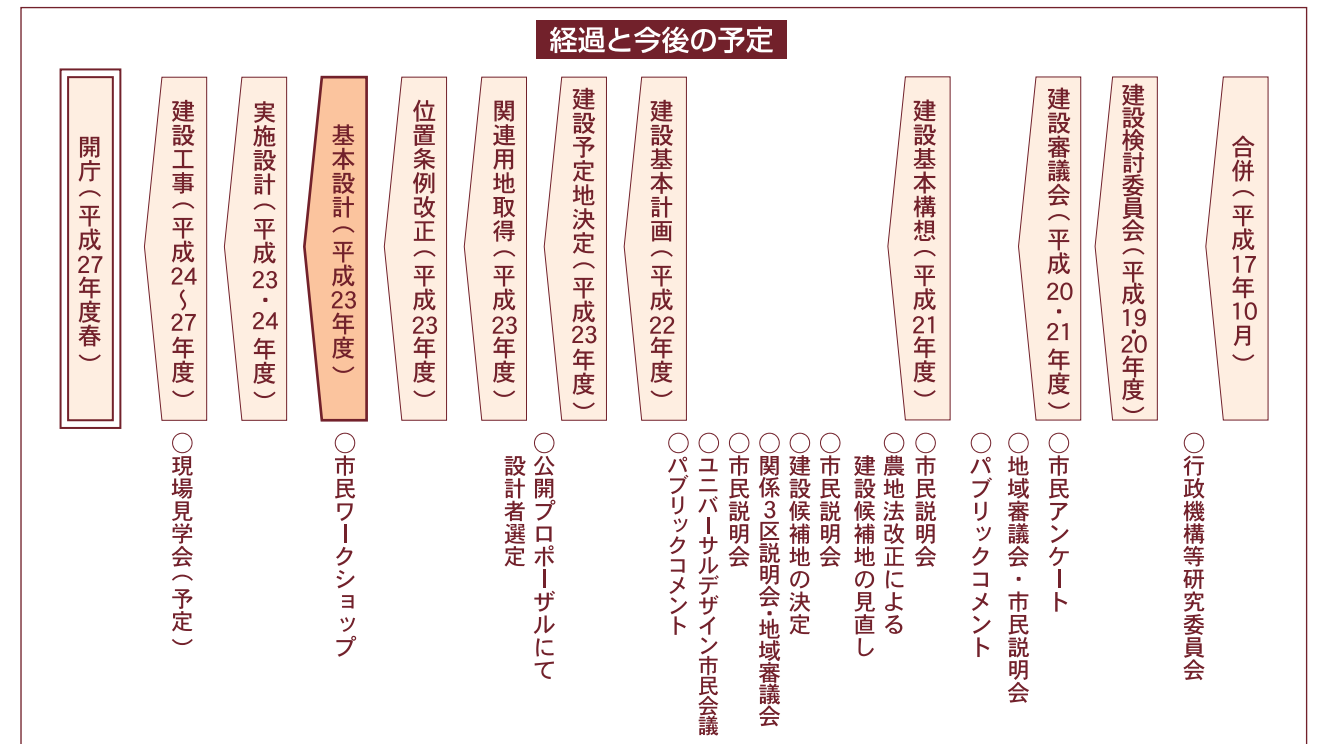 経過と今後の予定
合併（平成17年10月）
建設検討委員会（平成19・20年度）
建設審議会（平成20・21年度）
建設基本構想（平成21年度）
建設基本計画（平成22年度）
建設予定地決定（平成23年度）
関連用地取得（平成23年度）
位置条例改正（平成23年度）
基本設計（平成23年度）
実施設計（平成23・24年度）
建設工事（平成24～27年度）
開庁（平成27年度春）
○行政機構等研究委員会
○市民アンケート
○地域審議会・市民説明会
○パブリックコメント
○市民説明会
○農地法改正による
建設候補地の見直し
○市民説明会
○建設候補地の決定
○関係3区説明会・地域審議会
○市民説明会
○ユニバーサルデザイン市民会議
○パブリックコメント
○公開プロポーザルにて
設計者選定
○市民ワークショップ
○現場見学会（予定）